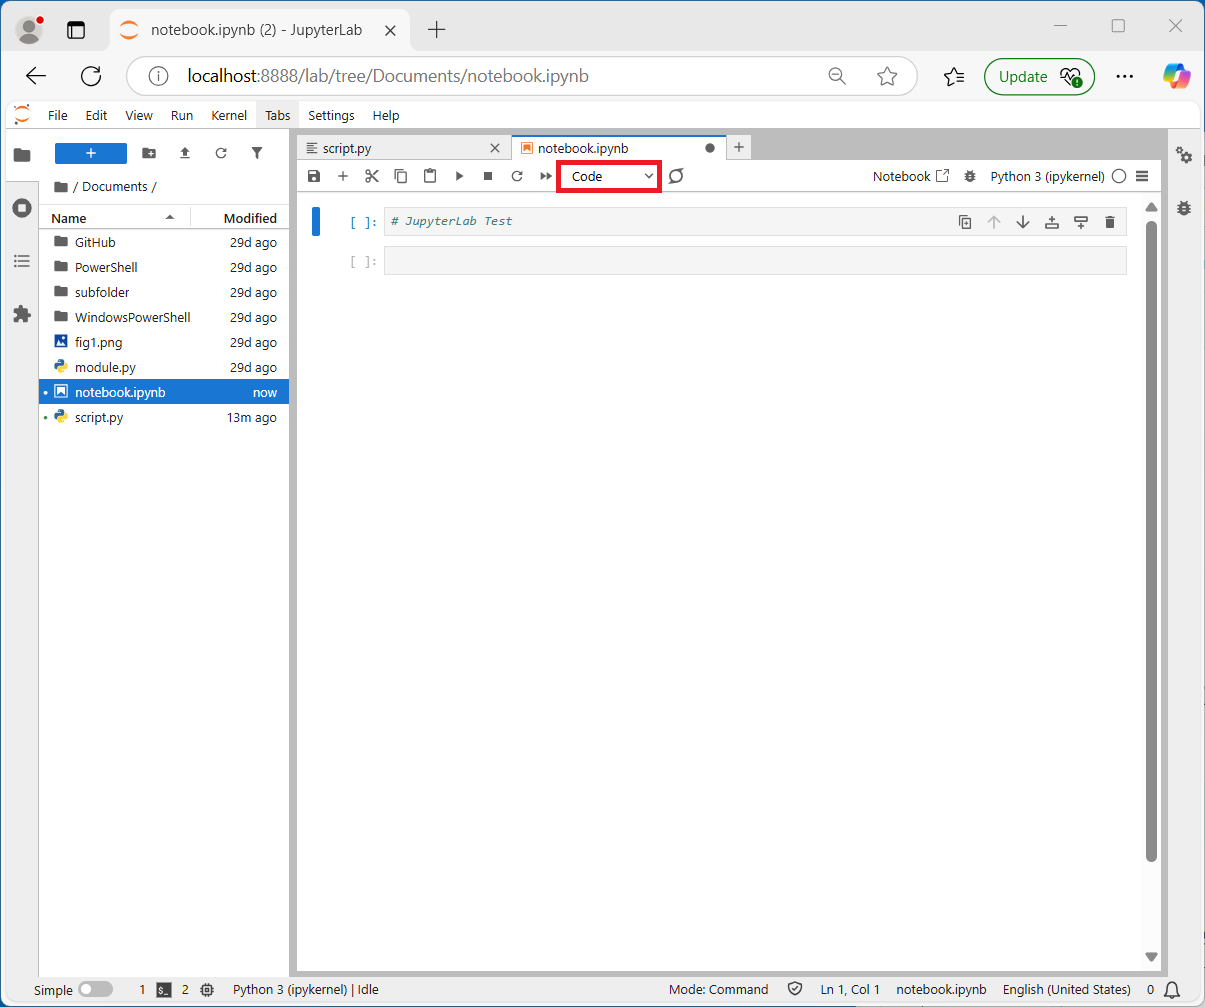 notebook.ipynb (2) - JupyterLab
localhost:8888/lab/tree/Documents/notebook.ipynb
Update
File Edit View Run Kernel Tabs Settings Help
script.py
notebook.ipynb
/ Documents /
Code
Notebook
Python 3 (ipykernel)
Name Modified
GitHub 29d ago
PowerShell 29d ago
subfolder 29d ago
WindowsPowerShell 29d ago
fig1.png 29d ago
module.py 29d ago
notebook.ipynb now
script.py 13m ago
[ ]: # JupyterLab Test
[ ]:
Simple 1 2 Python 3 (ipykernel) | Idle Mode: Command Ln 1, Col 1 notebook.ipynb English (United States) 0